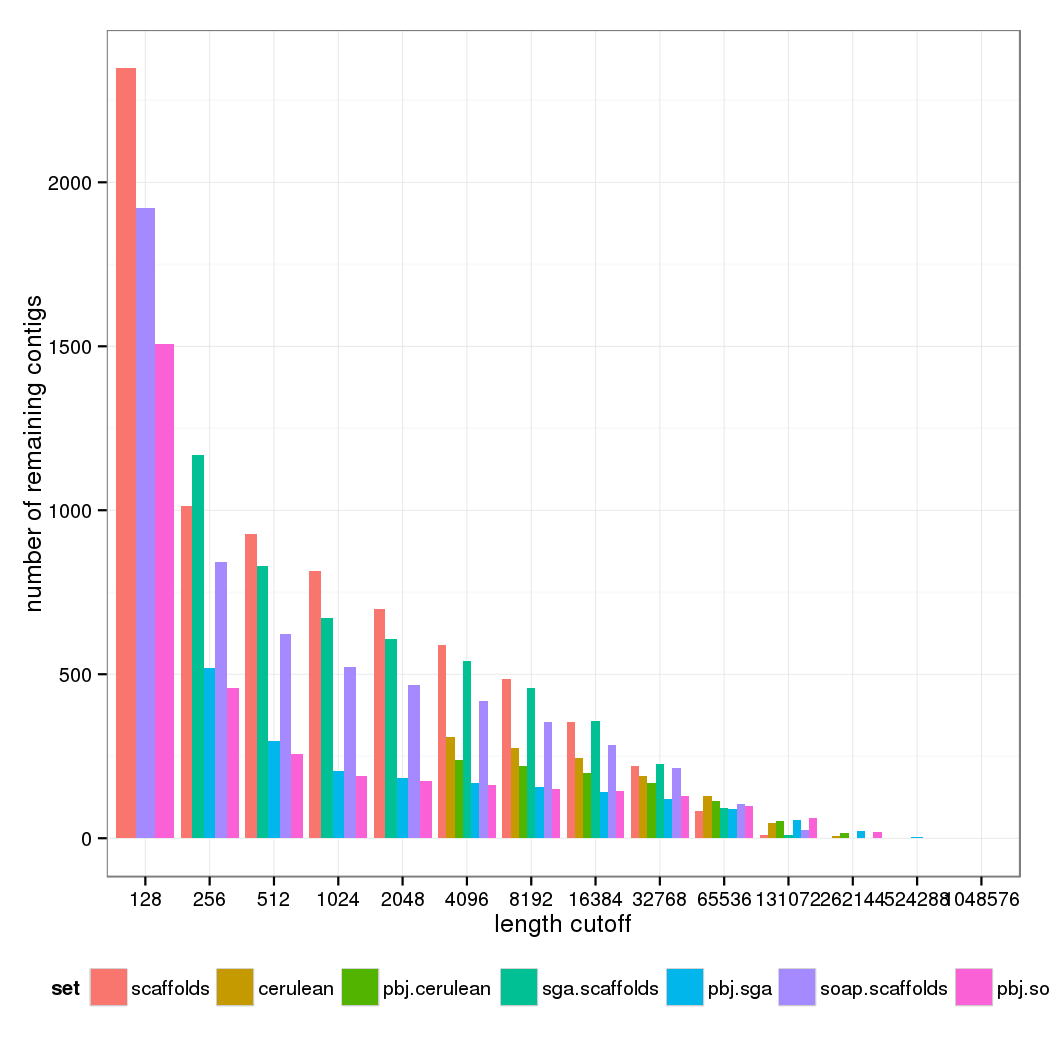 number of remaining contigs
2000
1500
1000
500
0
128 256 512 1024 2048 4096 8192 16384 32768 65536 131072 262144 524288 1048576
length cutoff
set scaffolds cerulean pbj.cerulean sga.scaffolds pbj.sga soap.scaffolds pbj.so